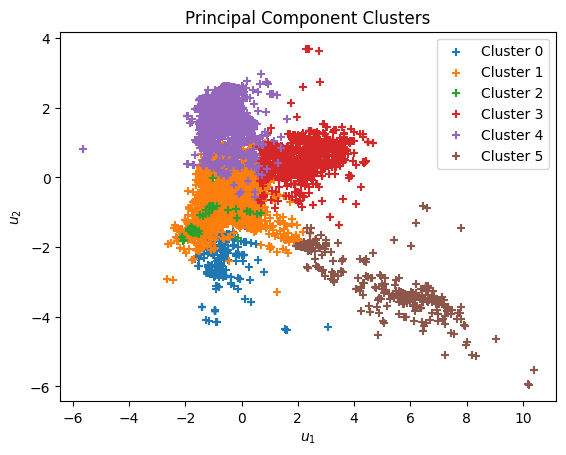 Principal Component Clusters
4
2
0
−2
−4
−6
u₂
Cluster 0
Cluster 1
Cluster 2
Cluster 3
Cluster 4
Cluster 5
−6 −4 −2 0 2 4 6 8 10
u₁